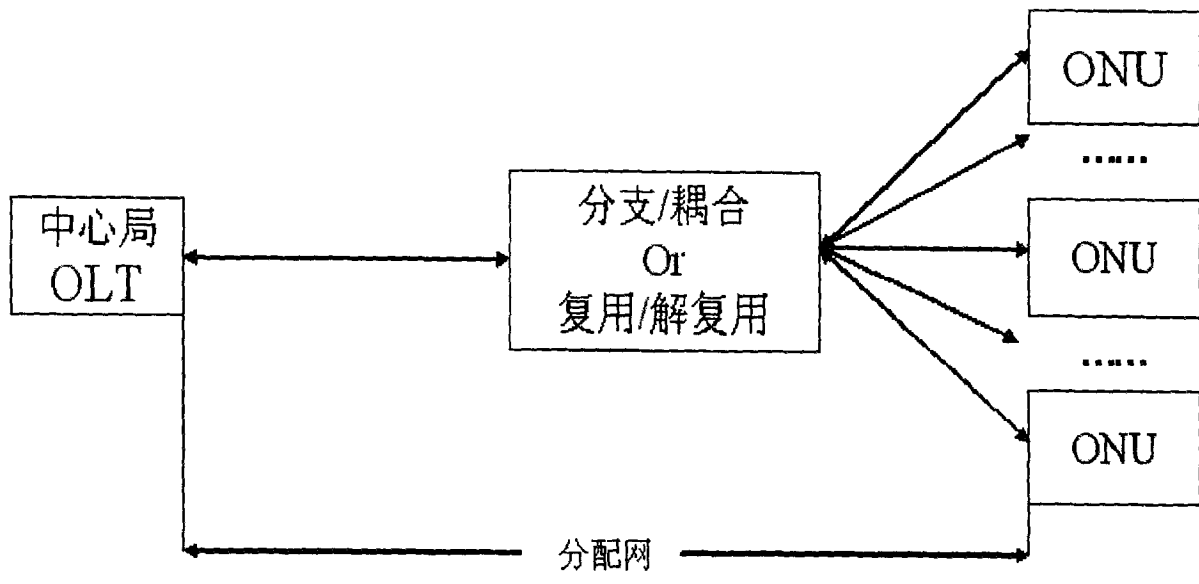 ONU
......
中心局
OLT
分支/耦合
Or
复用/解复用
ONU
......
ONU
分配网